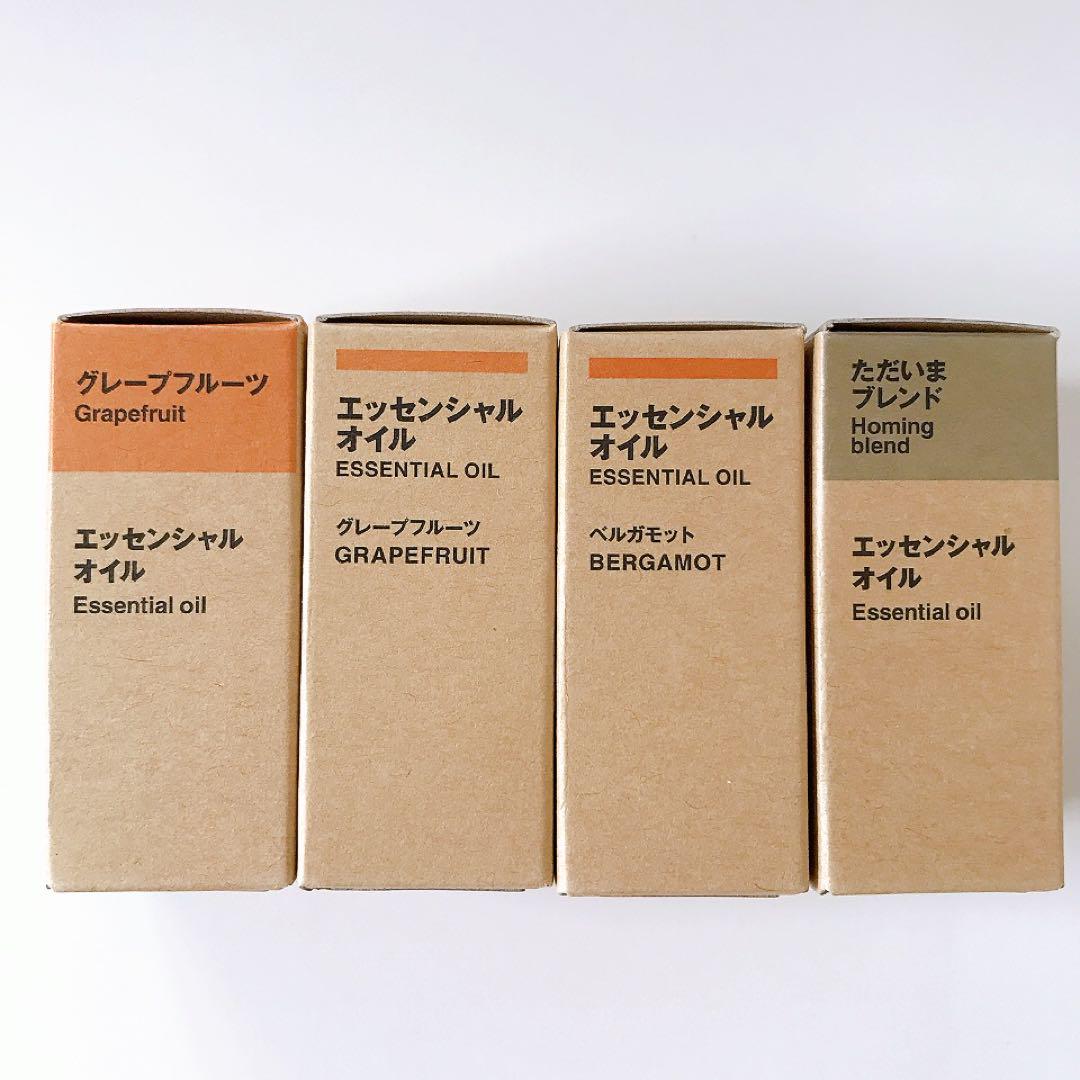 グレープフルーツ
Grapefruit
エッセンシャル
オイル
Essential oil
エッセンシャル
オイル
ESSENTIAL OIL
グレープフルーツ
GRAPEFRUIT
エッセンシャル
オイル
ESSENTIAL OIL
ベルガモット
BERGAMOT
ただいま
ブレンド
Homing
blend
エッセンシャル
オイル
Essential oil